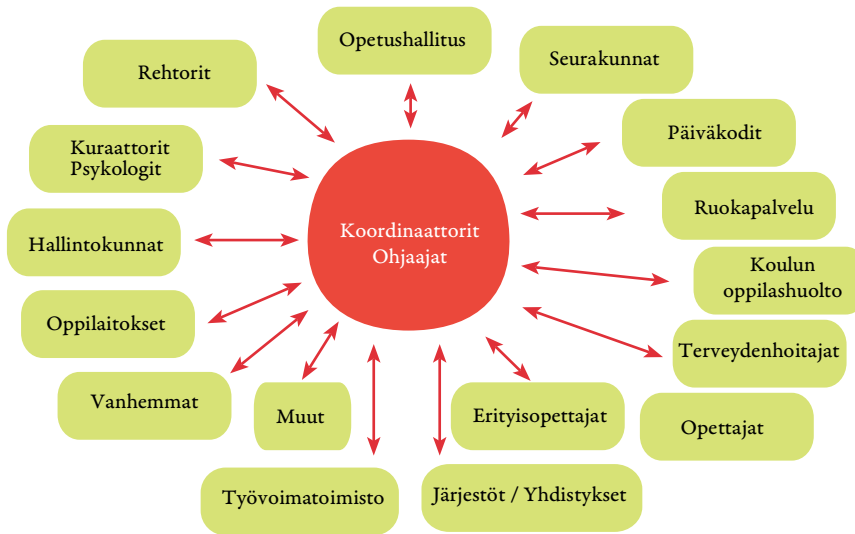 Opetushallitus
Seurakunnat
Rehtorit
Päiväkodit
Kuraattorit
Psykologit
Ruokapalvelu
Koordinaattorit
Ohjaajat
Hallintokunnat
Koulun
oppilashuolto
Oppilaitokset
Terveydenhoitajat
Vanhemmat
Muut
Erityisopettajat
Opettajat
Työvoimatoimisto
Järjestöt / Yhdistykset